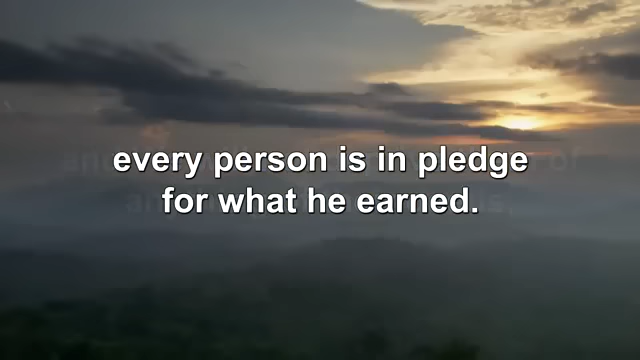 every person is in pledge
for what he earned.